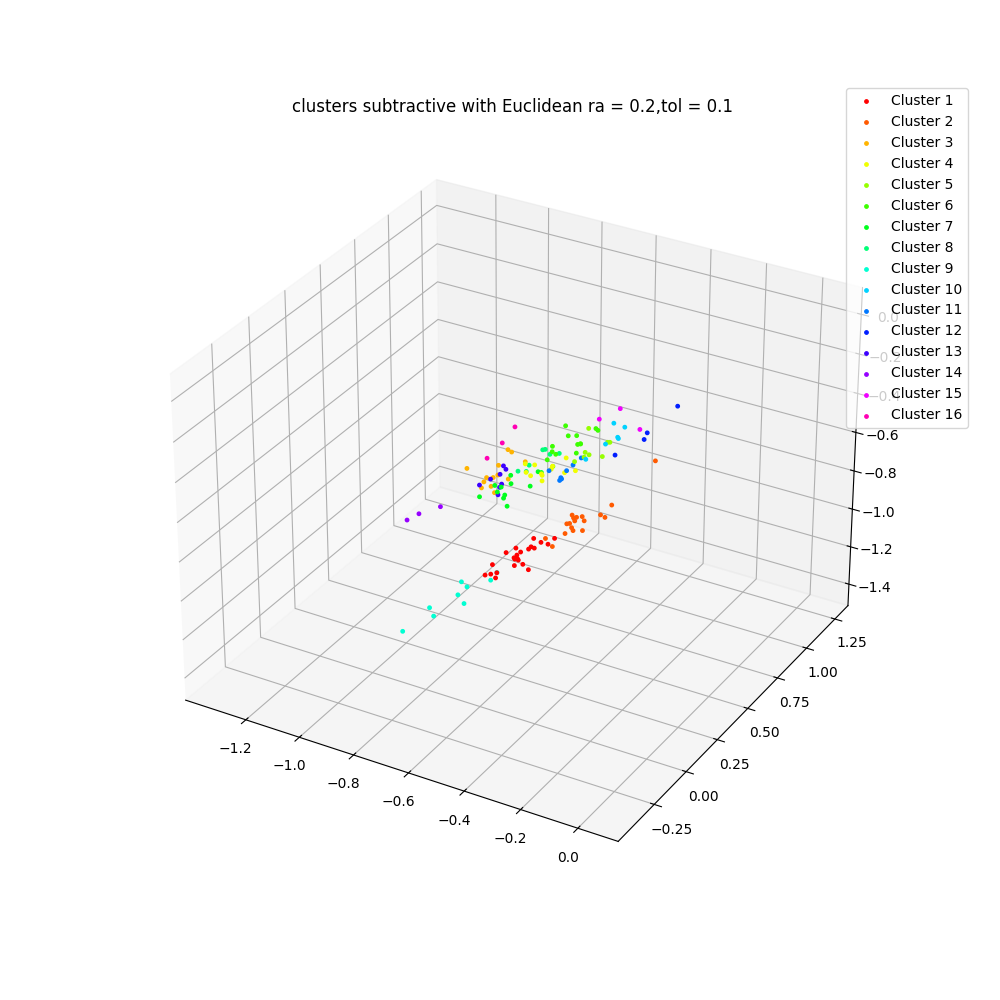 clusters subtractive with Euclidean ra = 0.2,tol = 0.1
Cluster 1
Cluster 2
Cluster 3
Cluster 4
Cluster 5
Cluster 6
Cluster 7
Cluster 8
Cluster 9
Cluster 10
Cluster 11
Cluster 12
Cluster 13
Cluster 14
Cluster 15
Cluster 16
0.0
−0.2
−0.6
−0.8
−1.0
−1.2
−1.4
1.25
1.00
0.75
0.50
0.25
0.00
−0.25
−1.2
−1.0
−0.8
−0.6
−0.4
−0.2
0.0